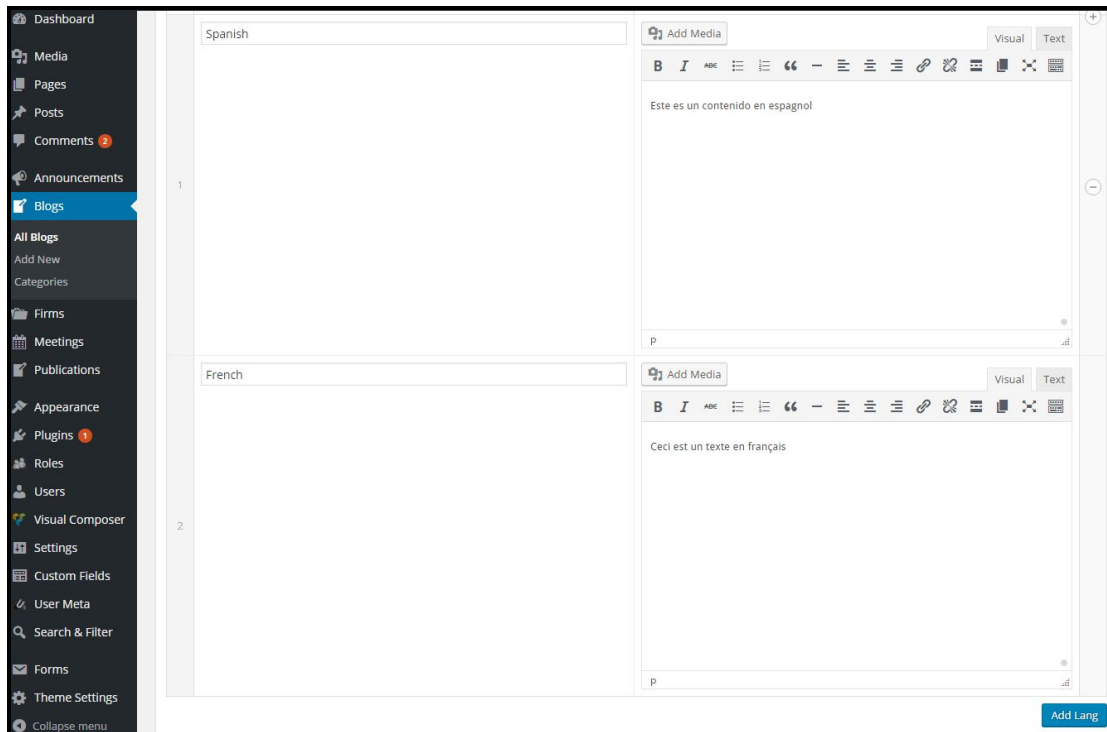 Dashboard
Media
Pages
Posts
Comments 2
Announcements
Blogs
All Blogs
Add New
Categories
Firms
Meetings
Publications
Appearance
Plugins 1
Roles
Users
Visual Composer
Settings
Custom Fields
User Meta
Search & Filter
Forms
Theme Settings
Collapse menu
1
Spanish
Add Media
Visual Text
B I ABC
Este es un contenido en espagnol
p
2
French
Add Media
Visual Text
B I ABC
Ceci est un texte en français
p
Add Lang